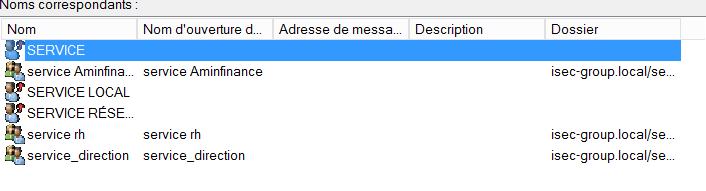 Noms correspondants :
Nom Nom d'ouverture d... Adresse de messa... Description Dossier
SERVICE
service Aminfina... service Aminfinance isec-group.local/se...
SERVICE LOCAL
SERVICE RÉSE...
service rh service rh isec-group.local/se...
service_direction service_direction isec-group.local/se...